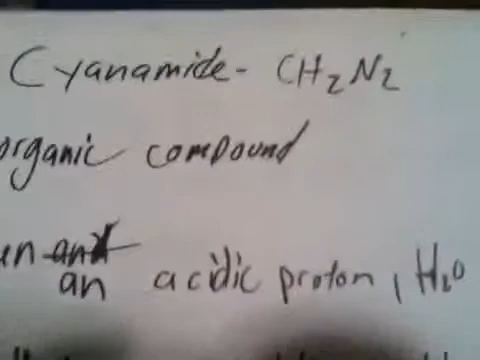 Cyanamide - CH2N2
organic compound
an acidic proton, H2O